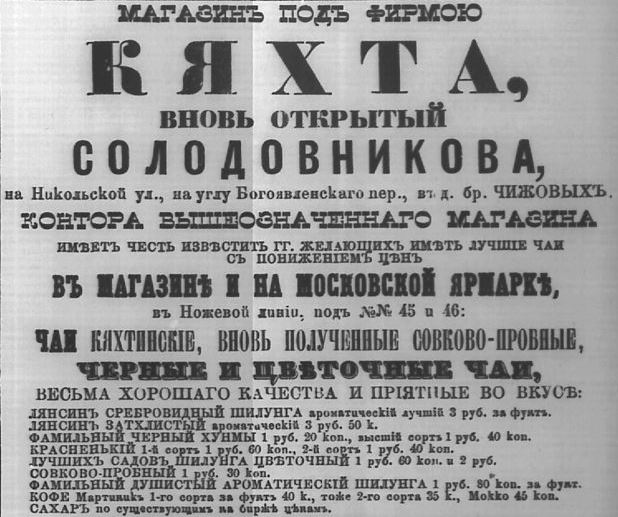 МАГАЗИНЪ ПОДЪ ФИРМОЮ
КЯХТА,
ВНОВЬ ОТКРЫТЫЙ
СОЛОДОВНИКОВА,
на Никольской ул., на углу Богоявленскаго пер., въ д. бр. ЧИЖОВЫХЪ.
КОНТОРА ВЫШЕОЗНАЧЕННАГО МАГАЗИНА
ИМѢЕТЪ ЧЕСТЬ ИЗВѢСТИТЬ ГГ. ЖЕЛАЮЩИХЪ ИМѢТЬ ЛУЧШІЕ ЧАИ
СЪ ПОНИЖЕНІЕМЪ ЦѢНЪ
ВЪ МАГАЗИНѢ И НА МОСКОВСКОЙ ЯРМАРКѢ,
въ Ножевой линіи, подъ №№ 45 и 46:
ЧАИ КЯХТИНСКІЕ, ВНОВЬ ПОЛУЧЕННЫЕ СОВКОВО-ПРОБНЫЕ,
ЧЕРНЫЕ И ЦВѢТОЧНЫЕ ЧАИ,
ВЕСЬМА ХОРОШАГО КАЧЕСТВА И ПРІЯТНЫЕ ВО ВКУСѢ:
ЛЯНСИНЪ СРЕБРОВИДНЫЙ ШИЛУНГА ароматическій лучшій 3 руб. за фунтъ.
ЛЯНСИНЪ ЗАТХЛИСТЫЙ ароматическій 3 руб. 50 к.
ФАМИЛЬНЫЙ ЧЕРНЫЙ ХУНМЫ 1 руб. 20 коп., высшій сортъ 1 руб. 40 коп.
КРАСНЕНЬКІЙ 1-й сортъ 1 руб. 60 коп., 2-й сортъ 1 руб. 40 коп.
ЛУЧШИХЪ САДОВЪ ШИЛУНГА ЦВѢТОЧНЫЙ 1 руб. 60 коп. и 2 руб.
СОВКОВО-ПРОБНЫЙ 1 руб. 30 коп.
ФАМИЛЬНЫЙ ДУШИСТЫЙ АРОМАТИЧЕСКІЙ ШИЛУНГА 1 руб. 80 коп. за фунт.
КОФЕ Мартиникъ 1-го сорта за фунтъ 40 к., тоже 2-го сорта 35 к., Мокко 45 коп.
САХАРЪ по существующимъ на биржѣ цѣнамъ.